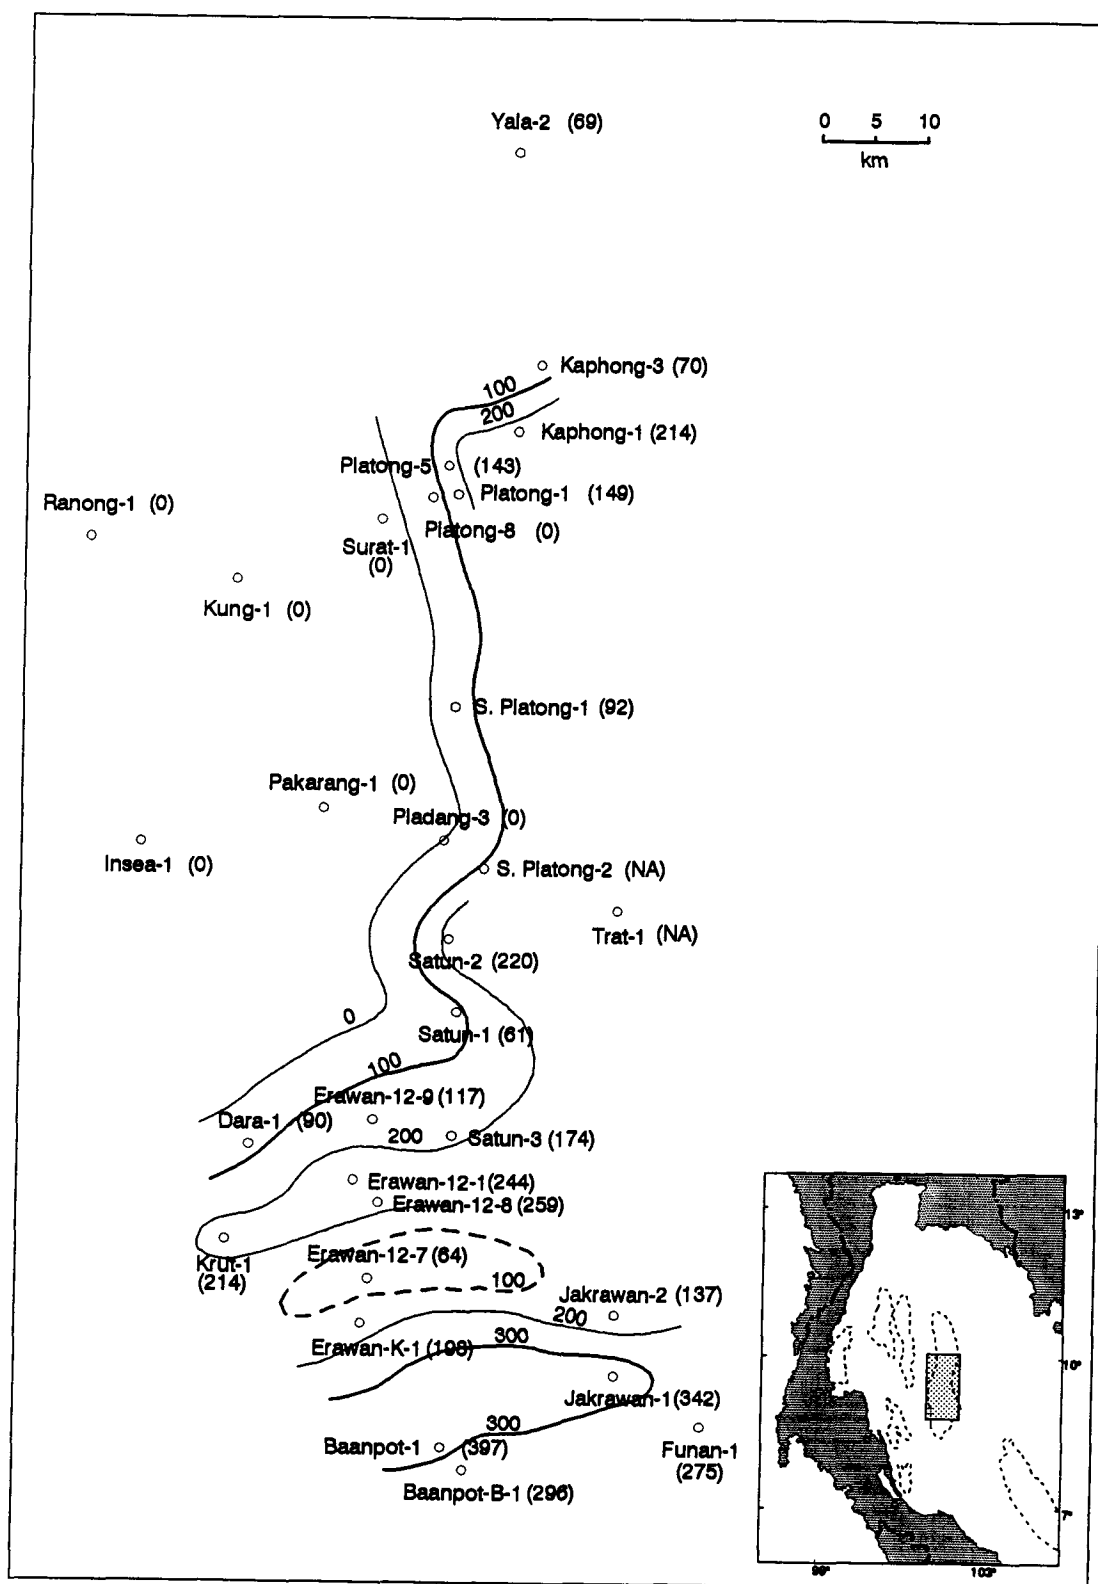 Yala-2 (69)
0 5 10
km
Kaphong-3 (70)
100
200
Kaphong-1 (214)
Platong-5 (143)
Platong-1 (149)
Ranong-1 (0)
Platong-8 (0)
Surat-1
(0)
Kung-1 (0)
S. Platong-1 (92)
Pakarang-1 (0)
Pladang-3 (0)
Insea-1 (0)
S. Platong-2 (NA)
Trat-1 (NA)
Satun-2 (220)
0
Satun-1 (61)
100
Erawan-12-9 (117)
Dara-1 (90)
200
Satun-3 (174)
Erawan-12-1 (244)
Erawan-12-8 (259)
Krut-1
(214)
Erawan-12-7 (64)
100
Jakrawan-2 (137)
200
Erawan-K-1 (198)
300
Jakrawan-1 (342)
300
Baanpot-1 (397)
Funan-1
(275)
Baanpot-B-1 (296)
13°
10°
7°
99°
103°